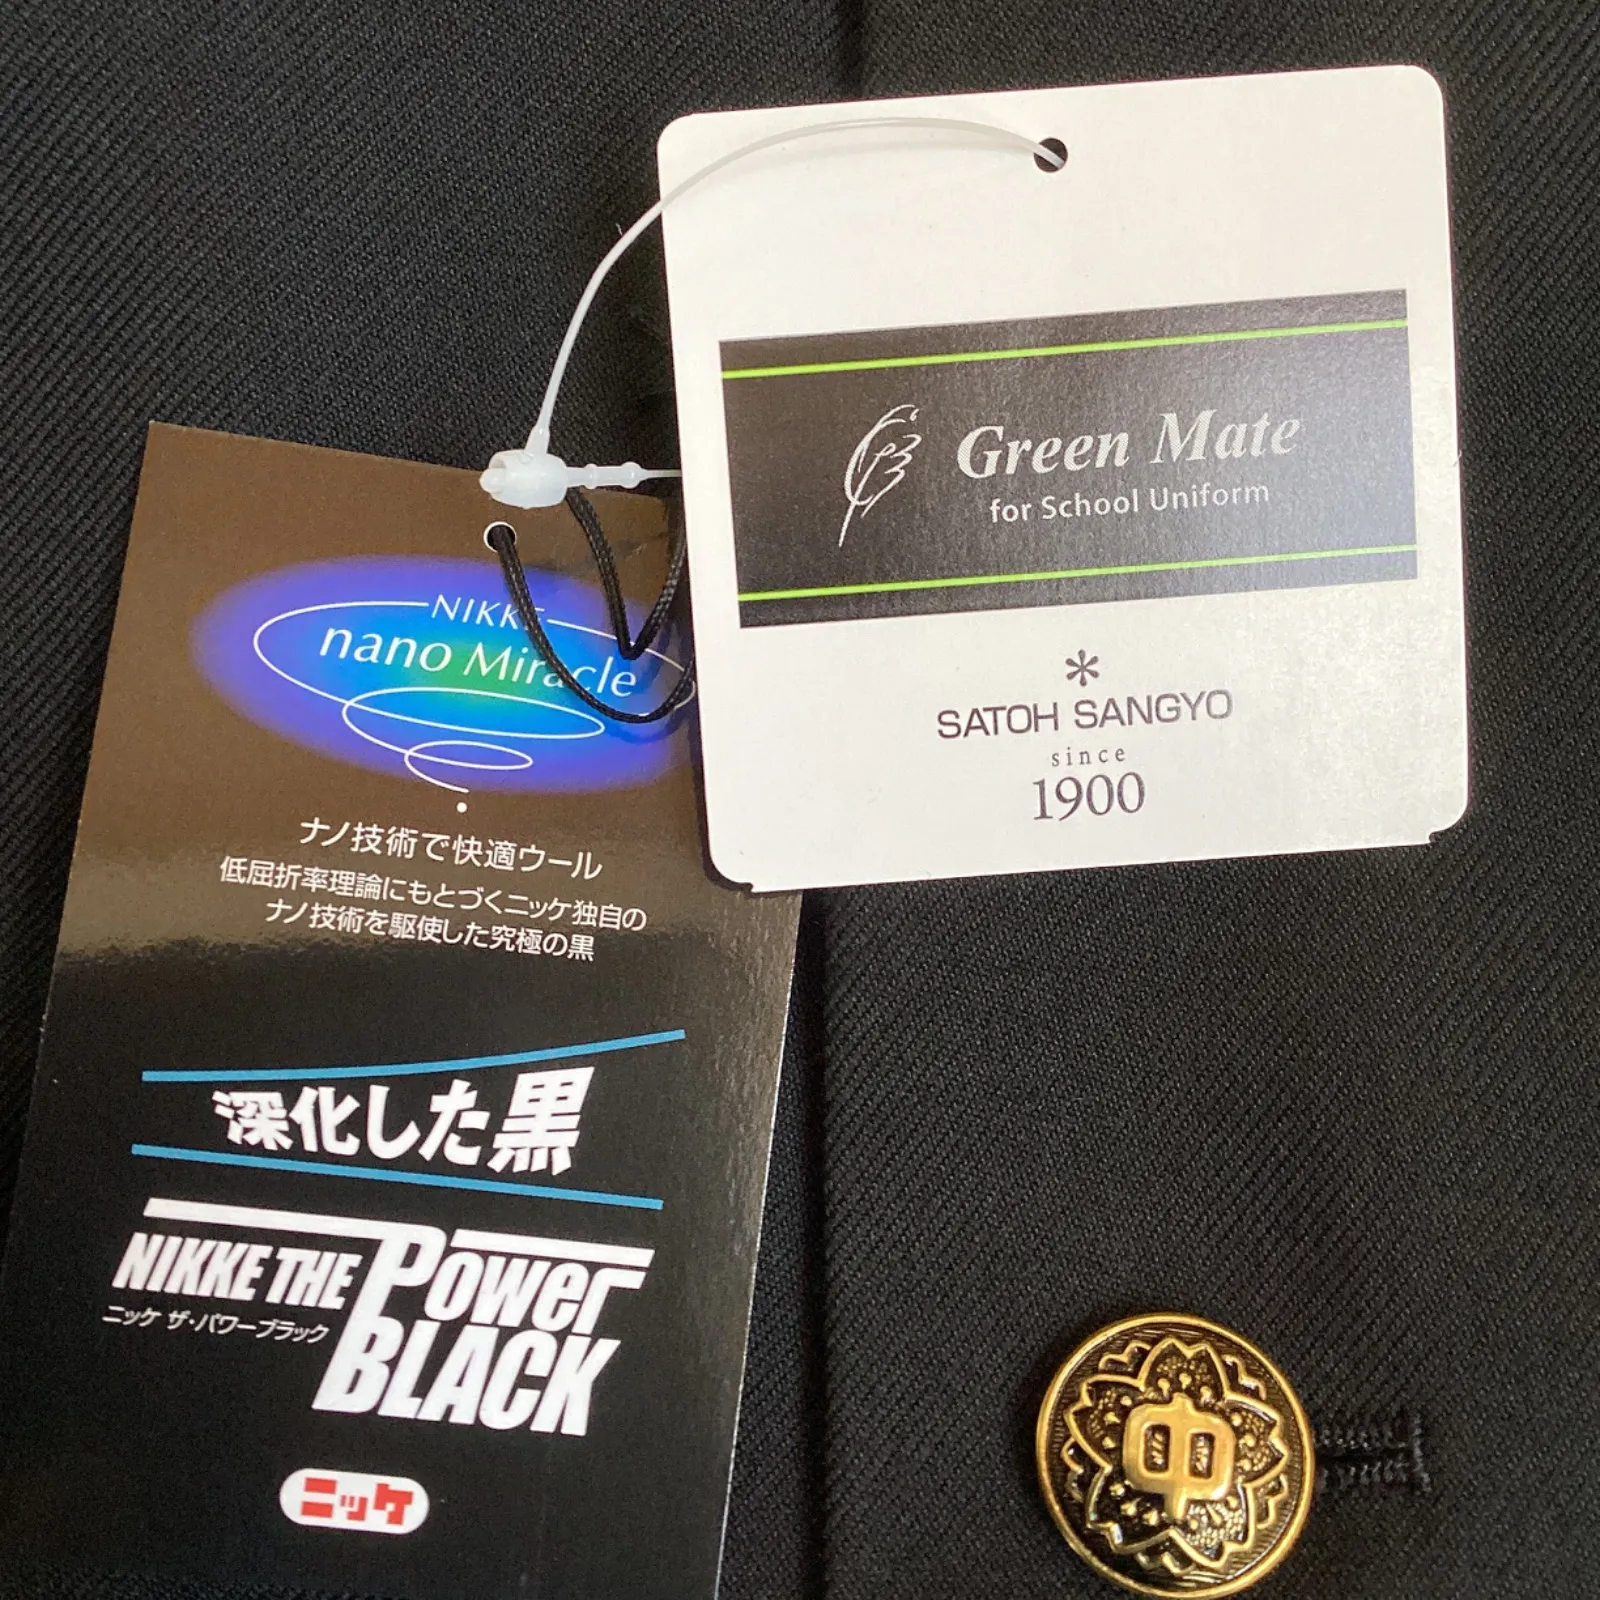 Green Mate
for School Uniform
SATOH SANGYO
since
1900
NIKKE
nano Miracle
ナノ技術で快適ウール
低屈折率理論にもとづくニッケ独自の
ナノ技術を駆使した究極の黒
深化した黒
NIKKE THE POWER BLACK
ニッケ ザ・パワーブラック
ニッケ
中